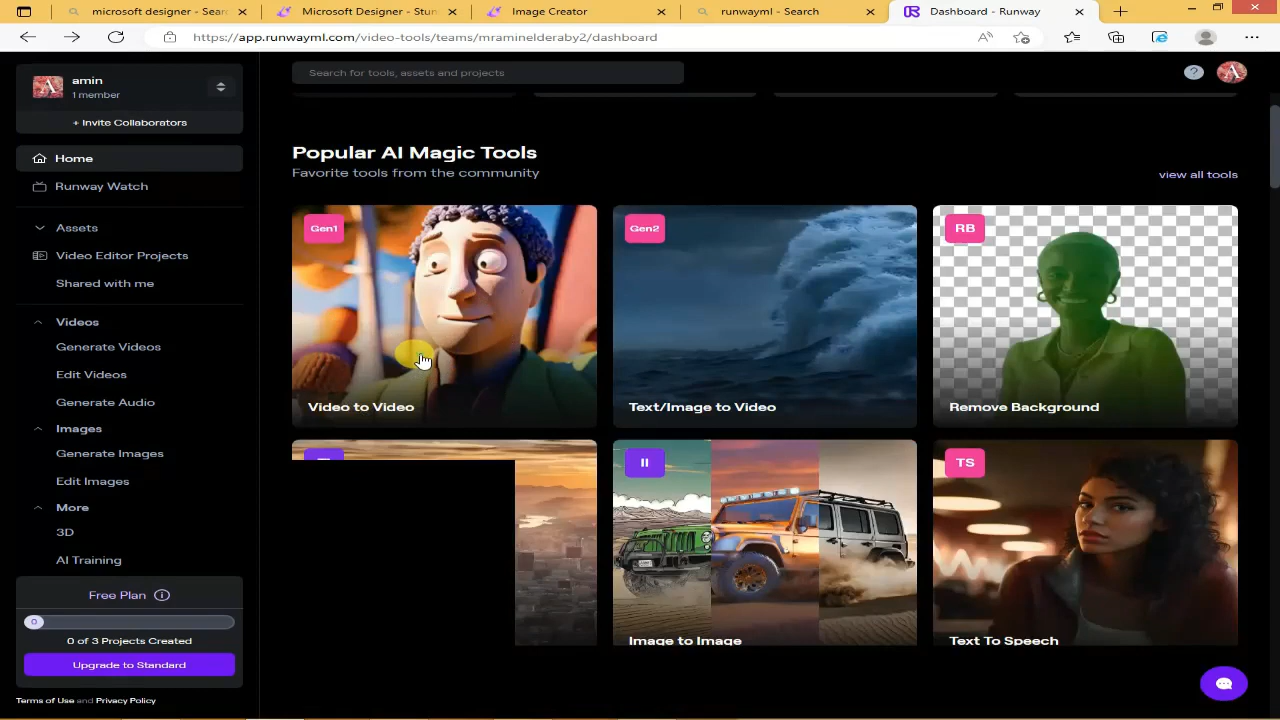 microsoft designer - Sear
Microsoft Designer - Stun
Image Creator
runwayml - Search
Dashboard - Runway
https://app.runwayml.com/video-tools/teams/mraminelderaby2/dashboard
amin
1 member
+ Invite Collaborators
Home
Runway Watch
Assets
Video Editor Projects
Shared with me
Videos
Generate Videos
Edit Videos
Generate Audio
Images
Generate Images
Edit Images
More
3D
AI Training
Free Plan
0
0 of 3 Projects Created
Upgrade to Standard
Terms of Use and Privacy Policy
Search for tools, assets and projects
Popular AI Magic Tools
Favorite tools from the community
view all tools
Gen1
Video to Video
Gen2
Text/Image to Video
RB
Remove Background
II
Image to Image
TS
Text To Speech